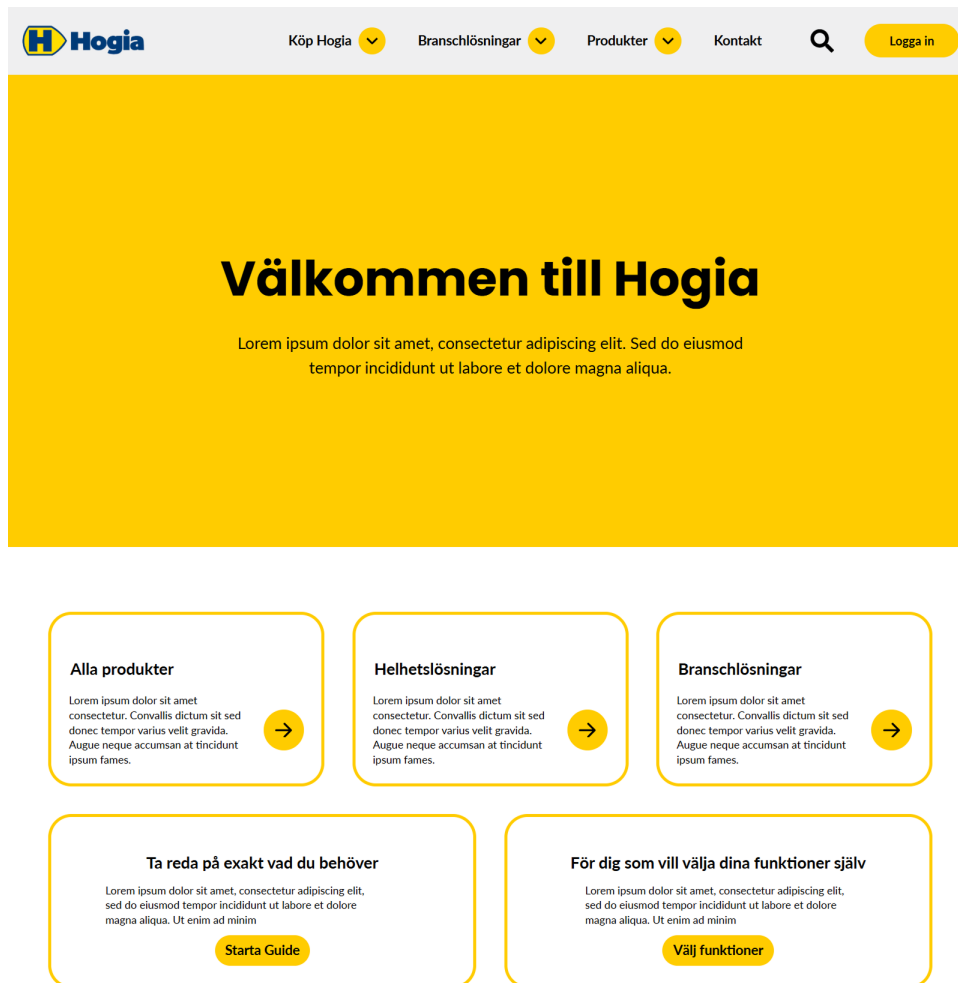 H Hogia
Köp Hogia Branschlösningar Produkter Kontakt Logga in
Välkommen till Hogia
Lorem ipsum dolor sit amet, consectetur adipiscing elit. Sed do eiusmod
tempor incididunt ut labore et dolore magna aliqua.
Alla produkter
Lorem ipsum dolor sit amet
consectetur. Convallis dictum sit sed
donec tempor varius velit gravida.
Augue neque accumsan at tincidunt
ipsum fames.
Helhetslösningar
Lorem ipsum dolor sit amet
consectetur. Convallis dictum sit sed
donec tempor varius velit gravida.
Augue neque accumsan at tincidunt
ipsum fames.
Branschlösningar
Lorem ipsum dolor sit amet
consectetur. Convallis dictum sit sed
donec tempor varius velit gravida.
Augue neque accumsan at tincidunt
ipsum fames.
Ta reda på exakt vad du behöver
Lorem ipsum dolor sit amet, consectetur adipiscing elit,
sed do eiusmod tempor incididunt ut labore et dolore
magna aliqua. Ut enim ad minim
Starta Guide
För dig som vill välja dina funktioner själv
Lorem ipsum dolor sit amet, consectetur adipiscing elit,
sed do eiusmod tempor incididunt ut labore et dolore
magna aliqua. Ut enim ad minim
Välj funktioner